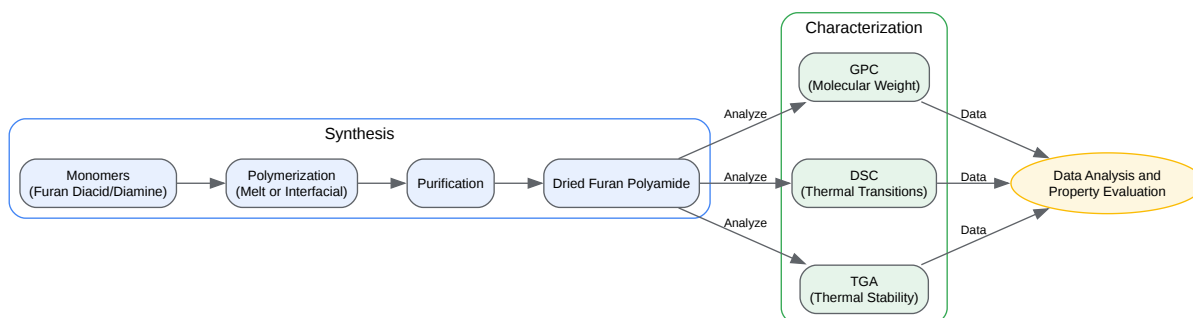 Characterization
GPC
(Molecular Weight)
Analyze
Data
Synthesis
Monomers
(Furan Diacid/Diamine)
Polymerization
(Melt or Interfacial)
Purification
Dried Furan Polyamide
Analyze
DSC
(Thermal Transitions)
Data
Data Analysis and
Property Evaluation
Analyze
Data
TGA
(Thermal Stability)